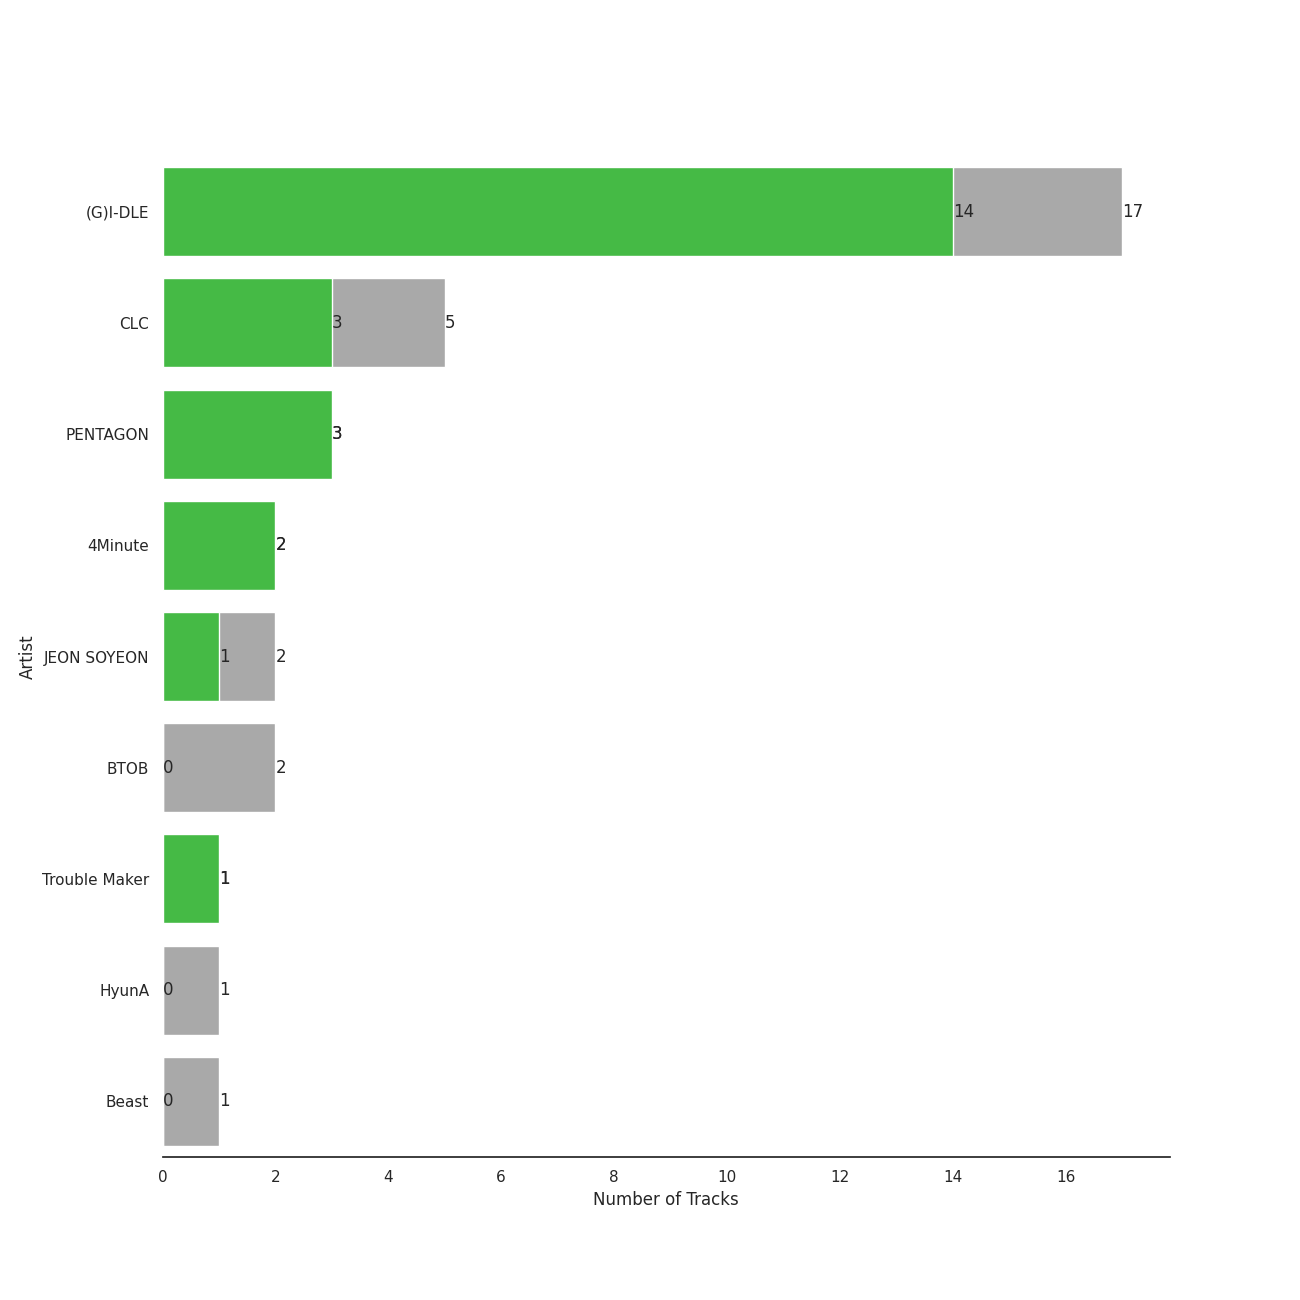 (G)I-DLE 14 17
CLC 3 5
PENTAGON 3
4Minute 2
JEON SOYEON 1 2
BTOB 0 2
Trouble Maker 1
HyunA 0 1
Beast 0 1
Artist
0 2 4 6 8 10 12 14 16
Number of Tracks